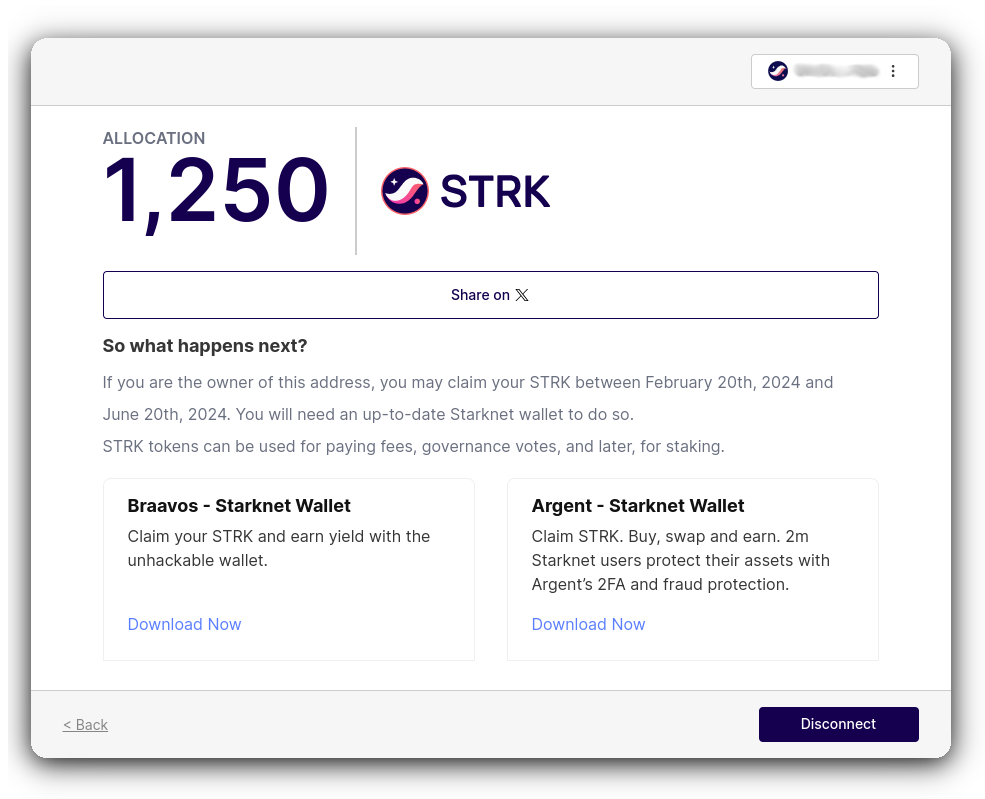 ALLOCATION
1,250
STRK
Share on 𝕏
So what happens next?
If you are the owner of this address, you may claim your STRK between February 20th, 2024 and
June 20th, 2024. You will need an up-to-date Starknet wallet to do so.
STRK tokens can be used for paying fees, governance votes, and later, for staking.
Braavos - Starknet Wallet
Claim your STRK and earn yield with the
unhackable wallet.
Download Now
Argent - Starknet Wallet
Claim STRK. Buy, swap and earn. 2m
Starknet users protect their assets with
Argent’s 2FA and fraud protection.
Download Now
< Back
Disconnect